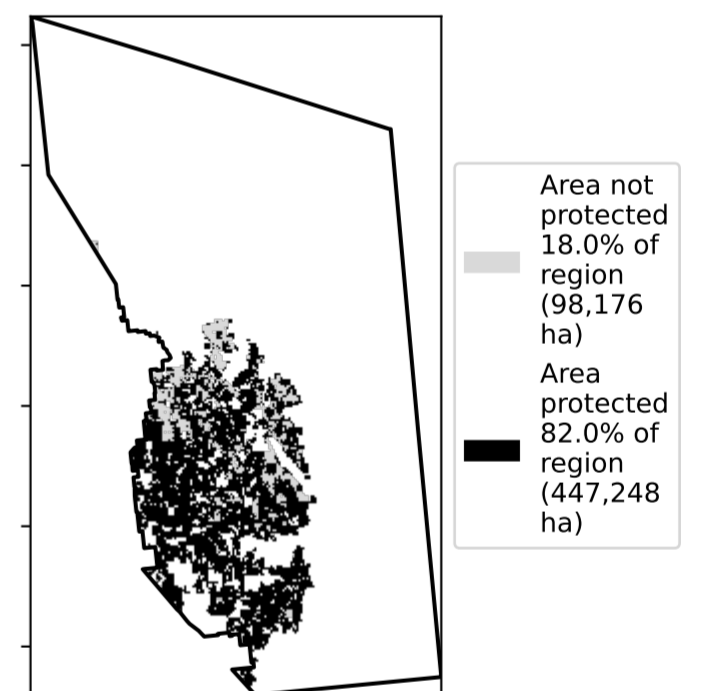 Area not
protected
18.0% of
region
(98,176
ha)
Area
protected
82.0% of
region
(447,248
ha)